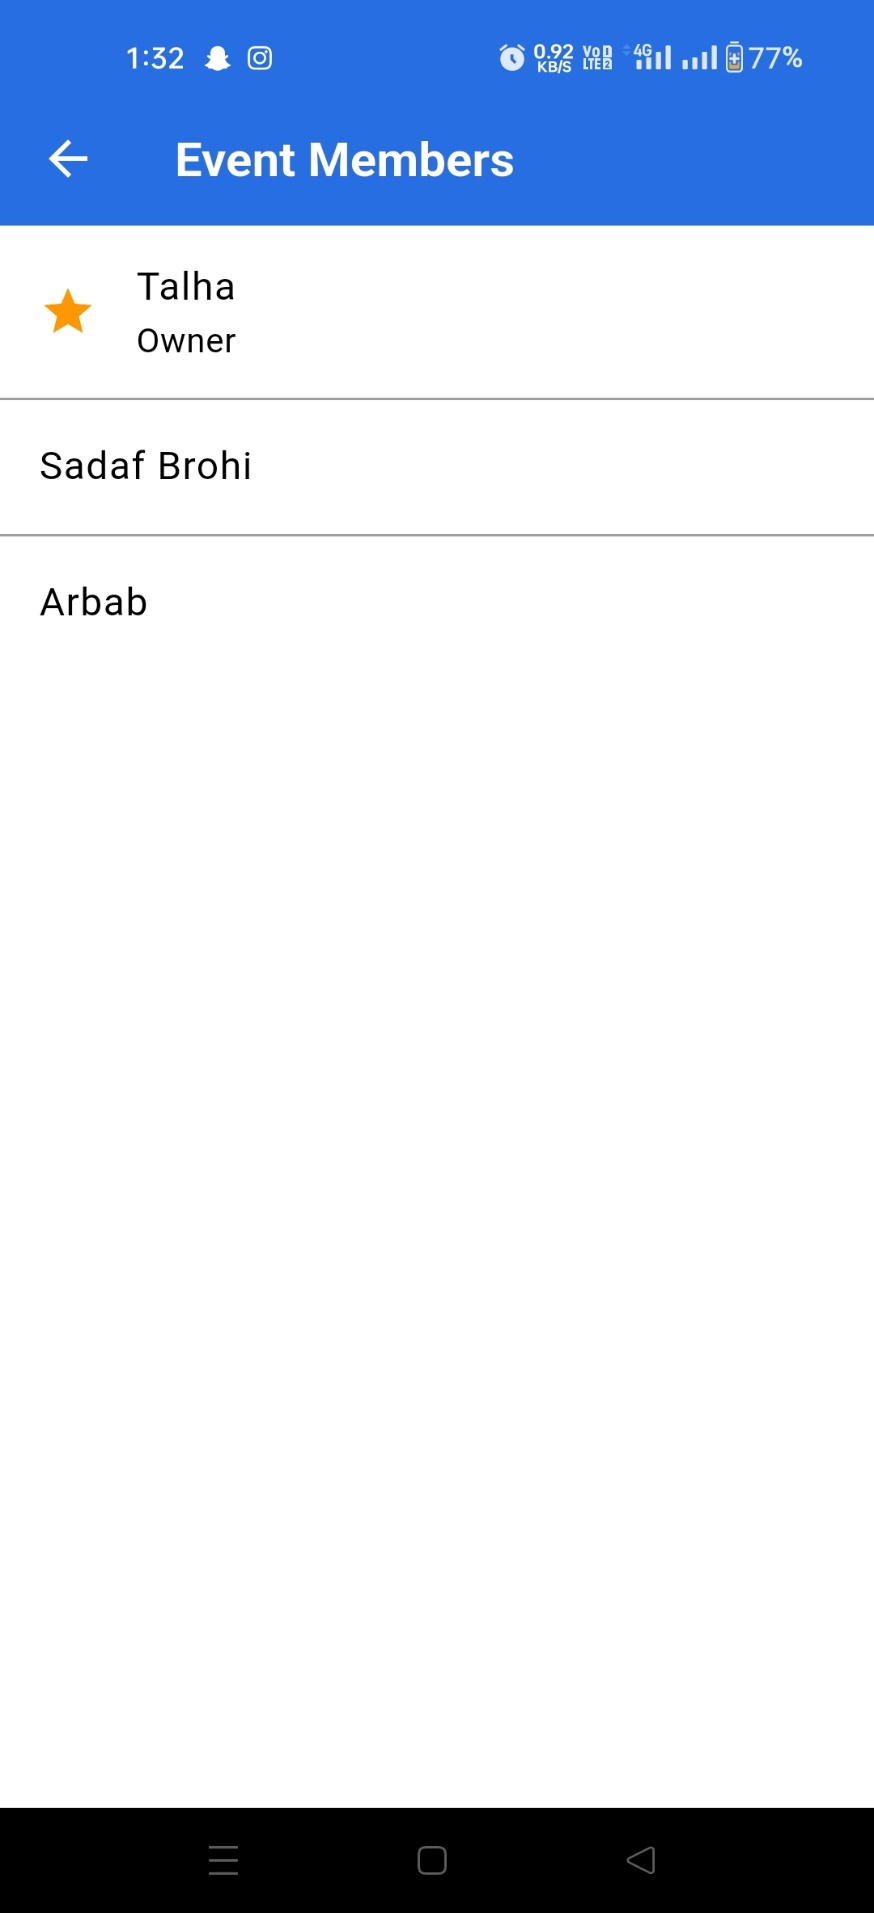 1:32 0.92 KB/S VoD LTE2 4G 77%
Event Members
Talha
Owner
Sadaf Brohi
Arbab